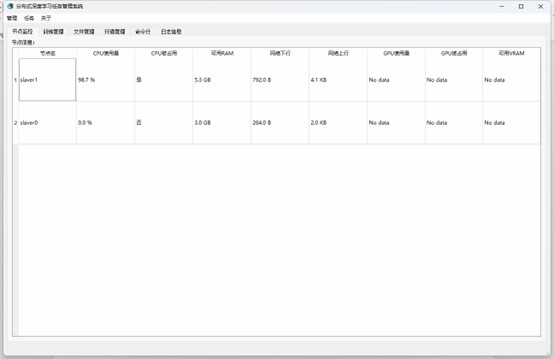 分布式深度学习任务管理系统
管理 任务 关于
节点监控 训练管理 文件管理 环境管理 命令行 日志信息
节点信息:
节点名 CPU使用量 CPU被占用 可用RAM 网络下行 网络上行 GPU使用量 GPU被占用 可用VRAM
1 slaver1 98.7 % 是 5.3 GB 792.0 B 4.1 KB No data No data No data
2 slaver0 0.0 % 否 3.0 GB 264.0 B 2.0 KB No data No data No data